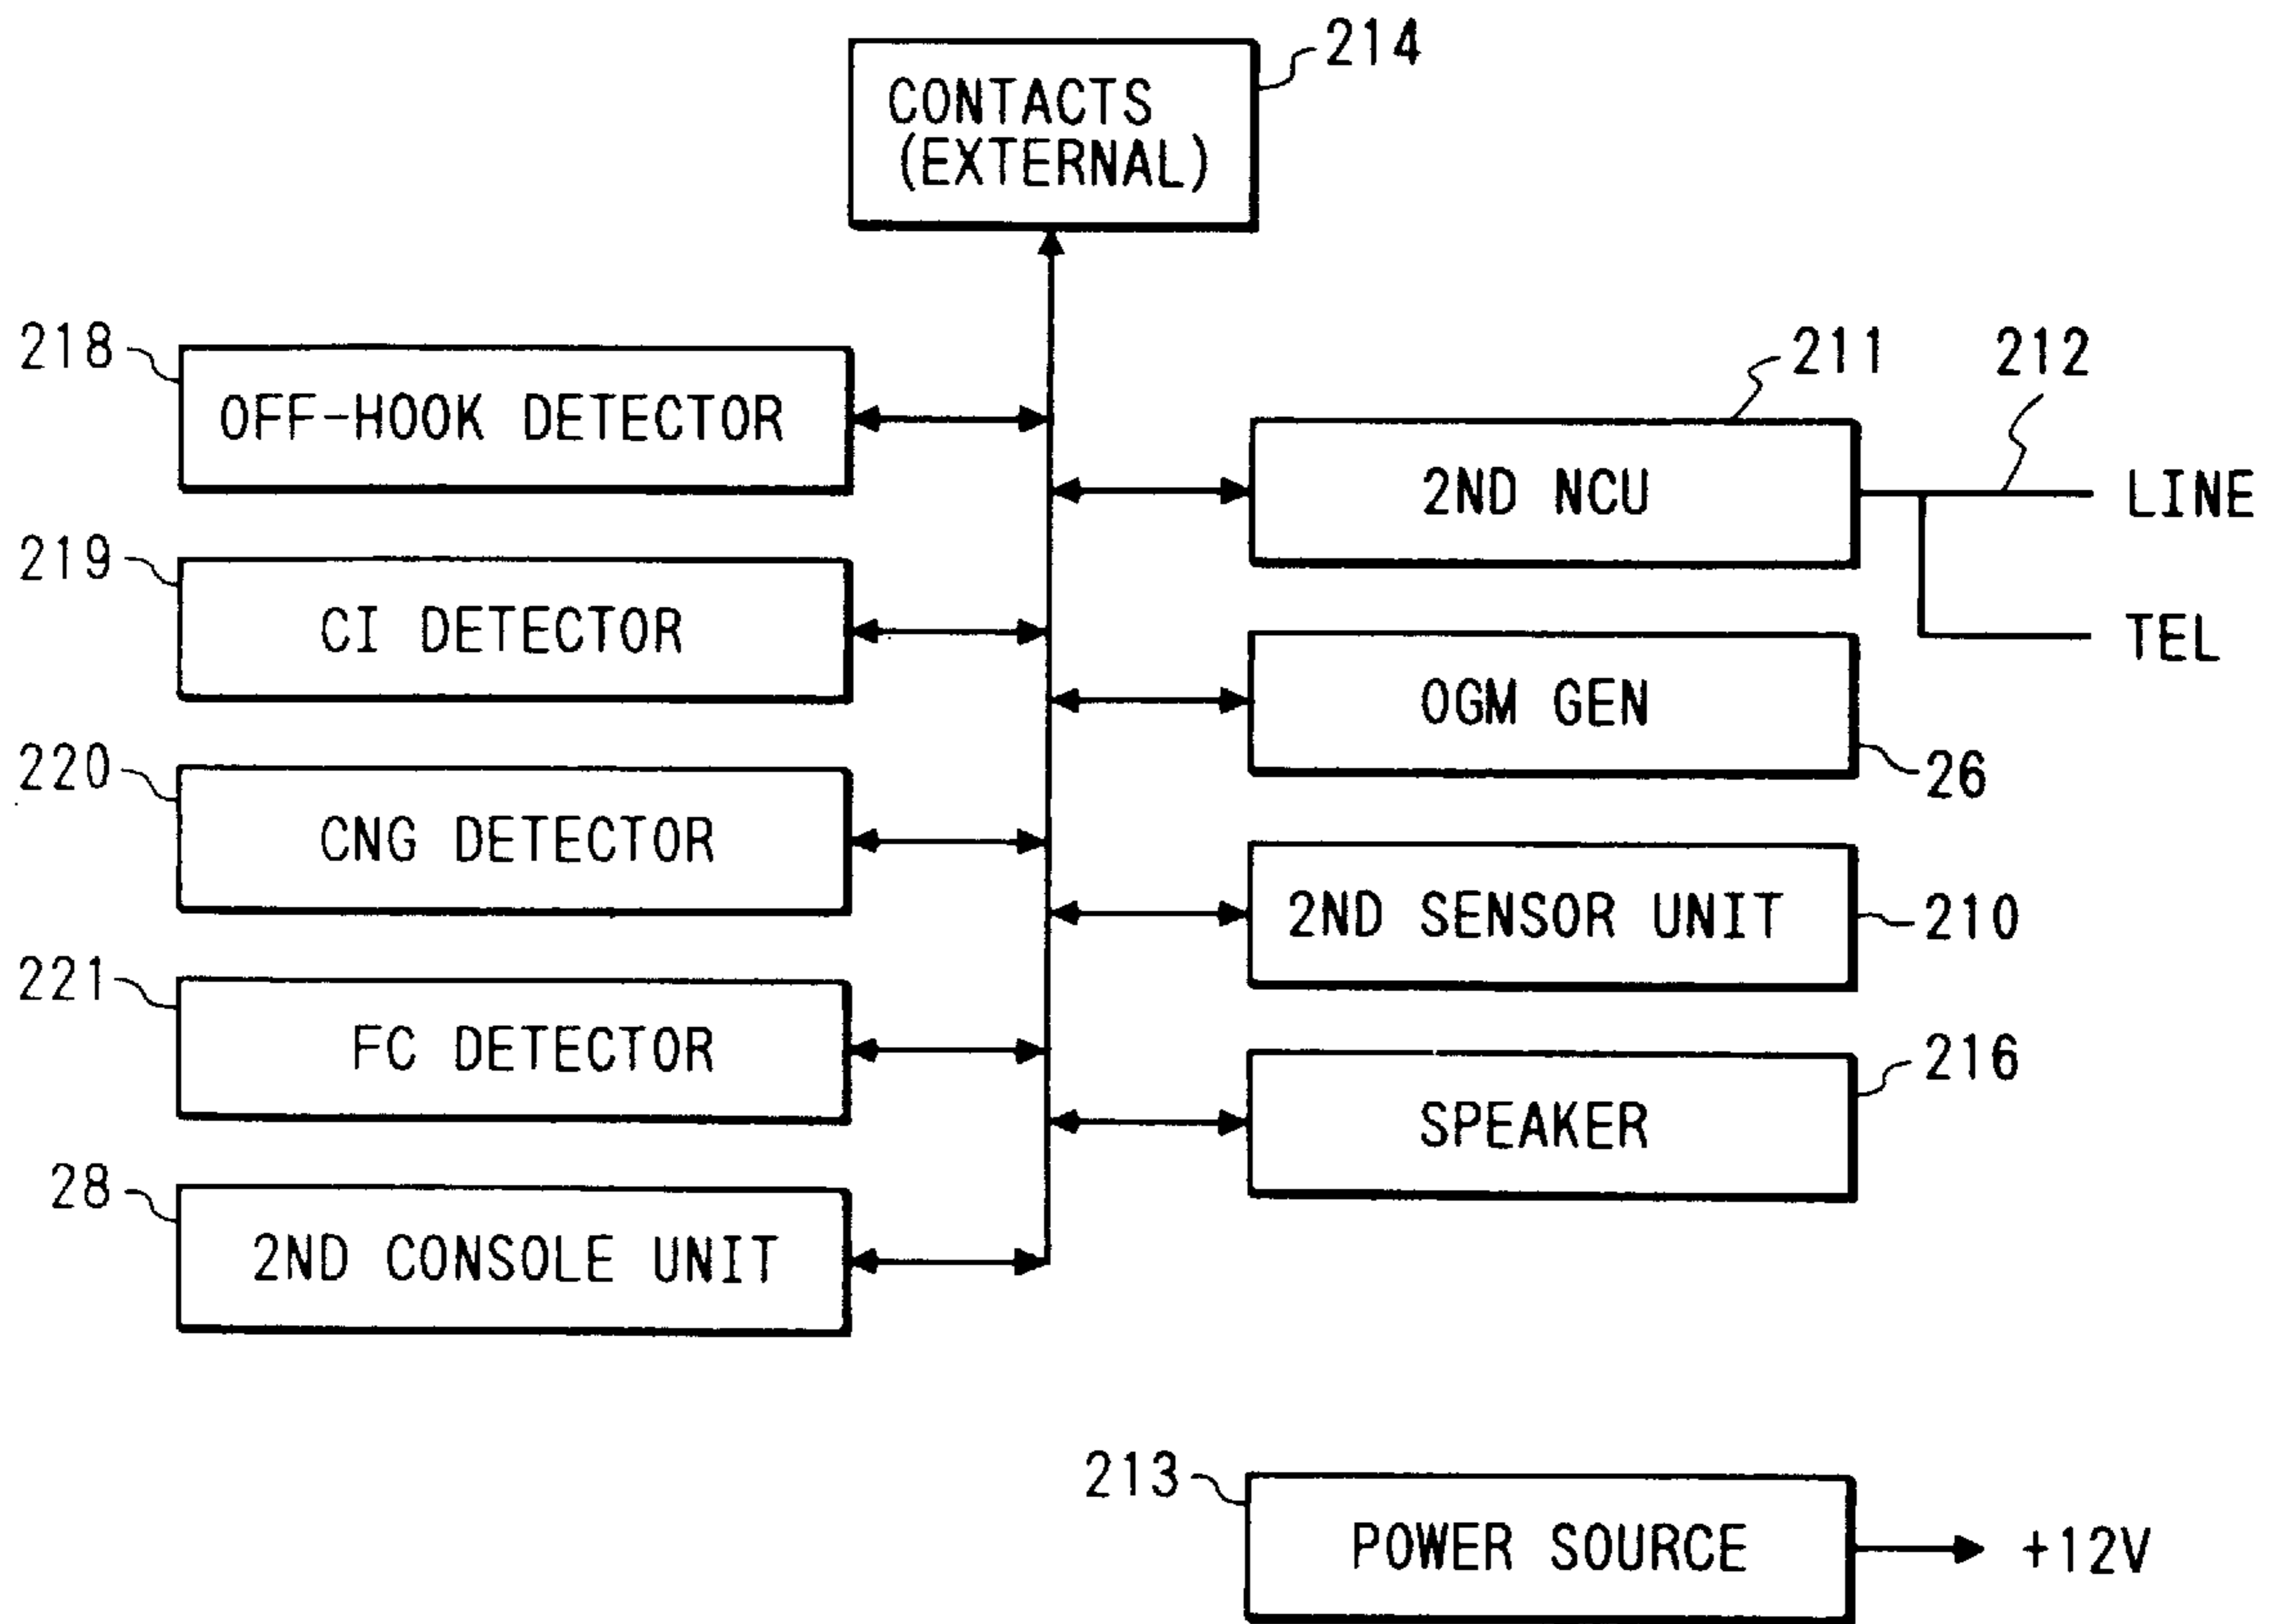 214
CONTACTS
(EXTERNAL)
218
OFF-HOOK DETECTOR
211
212
2ND NCU
LINE
219
CI DETECTOR
TEL
OGM GEN
26
220
CNG DETECTOR
2ND SENSOR UNIT
210
221
FC DETECTOR
216
SPEAKER
28
2ND CONSOLE UNIT
213
POWER SOURCE
+12V